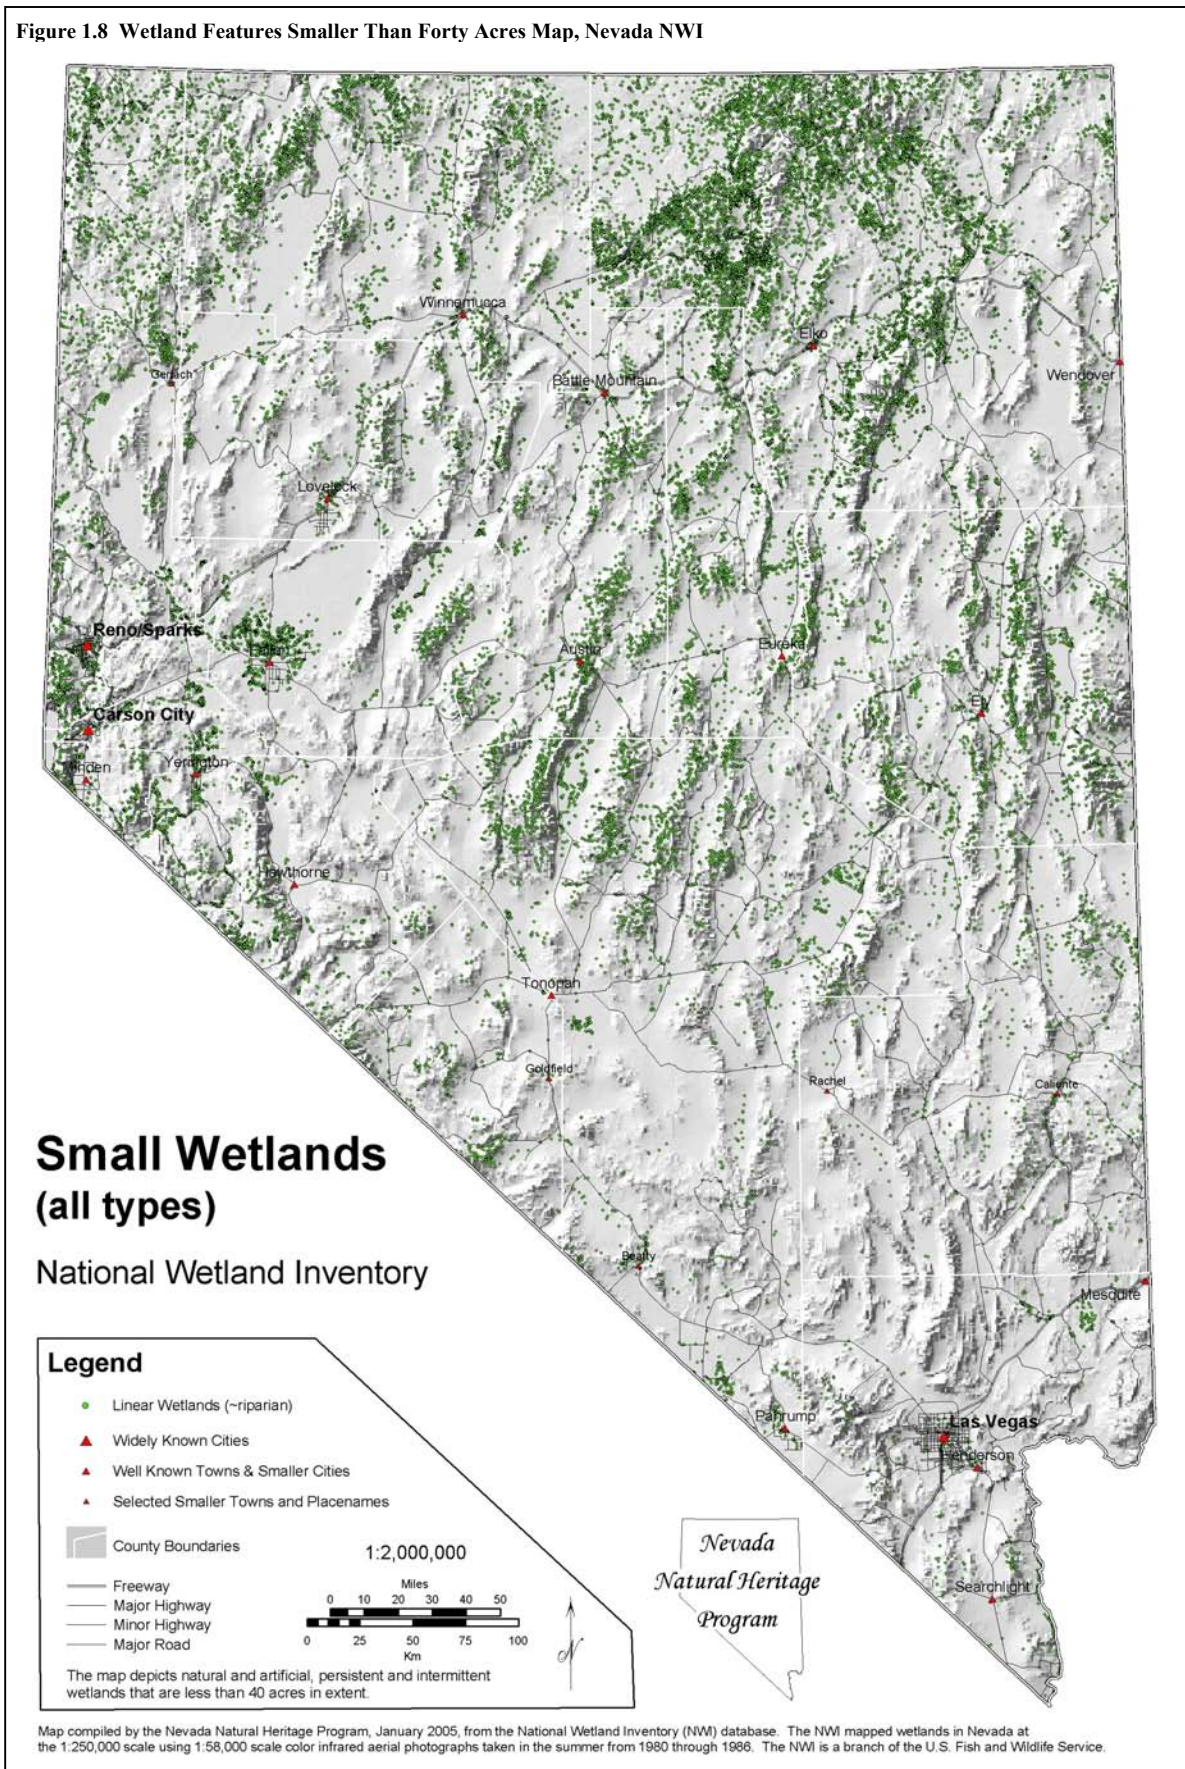 Figure 1.8  Wetland Features Smaller Than Forty Acres Map, Nevada NWI
Winnemucca
Elko
Gerlach
Battle Mountain
Wendover
Lovelock
Reno/Sparks
Fallon
Austin
Eureka
Carson City
Ely
Minden
Yerington
Hawthorne
Tonopah
Goldfield
Rachel
Caliente
Small Wetlands
(all types)
National Wetland Inventory
Beatty
Mesquite
Pahrump
Las Vegas
Henderson
Searchlight
Legend
Linear Wetlands (~riparian)
Widely Known Cities
Well Known Towns & Smaller Cities
Selected Smaller Towns and Placenames
County Boundaries
1:2,000,000
Freeway
Major Highway
Minor Highway
Major Road
Miles
0 10 20 30 40 50
0 25 50 75 100
Km
N
The map depicts natural and artificial, persistent and intermittent
wetlands that are less than 40 acres in extent.
Nevada
Natural Heritage
Program
Map compiled by the Nevada Natural Heritage Program, January 2005, from the National Wetland Inventory (NWI) database.  The NWI mapped wetlands in Nevada at
the 1:250,000 scale using 1:58,000 scale color infrared aerial photographs taken in the summer from 1980 through 1986.  The NWI is a branch of the U.S. Fish and Wildlife Service.